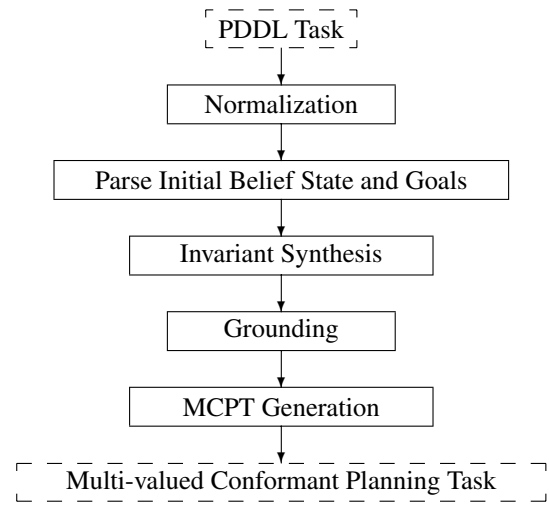 PDDL Task
Normalization
Parse Initial Belief State and Goals
Invariant Synthesis
Grounding
MCPT Generation
Multi-valued Conformant Planning Task